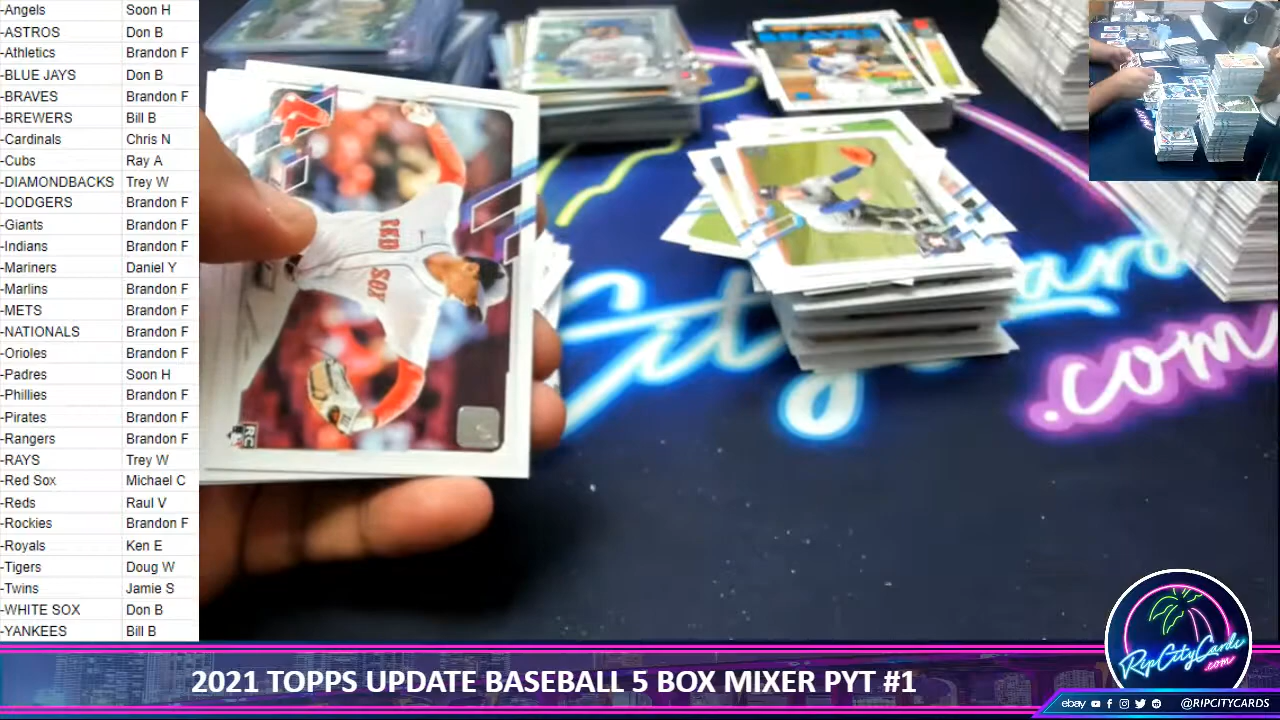 -Angels Soon H
-ASTROS Don B
-Athletics Brandon F
-BLUE JAYS Don B
-BRAVES Brandon F
-BREWERS Bill B
-Cardinals Chris N
-Cubs Ray A
-DIAMONDBACKS Trey W
-DODGERS Brandon F
-Giants Brandon F
-Indians Brandon F
-Mariners Daniel Y
-Marlins Brandon F
-METS Brandon F
-NATIONALS Brandon F
-Orioles Brandon F
-Padres Soon H
-Phillies Brandon F
-Pirates Brandon F
-Rangers Brandon F
-RAYS Trey W
-Red Sox Michael C
-Reds Raul V
-Rockies Brandon F
-Royals Ken E
-Tigers Doug W
-Twins Jamie S
-WHITE SOX Don B
-YANKEES Bill B
BRAVES
RED SOX
RC
City
.com
RipCityCards
.com
2021 TOPPS UPDATE BASEBALL 5 BOX MIXER PYT #1
ebay @RIPCITYCARDS